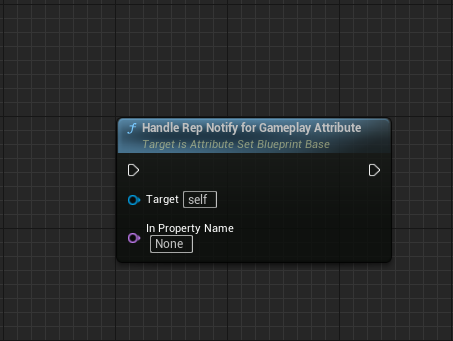 Handle Rep Notify for Gameplay Attribute
Target is Attribute Set Blueprint Base
Target self
In Property Name
None